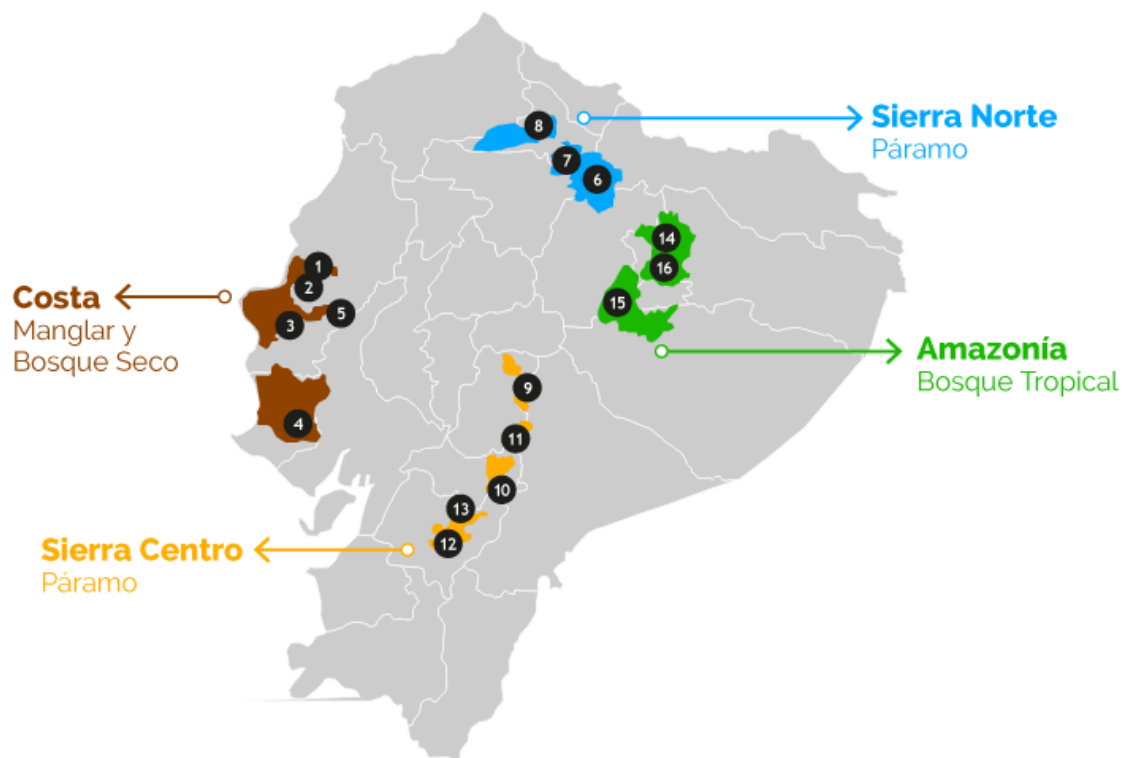 Sierra Norte
Páramo
8
7
6
14
16
15
1
2
5
3
4
Costa
Manglar y
Bosque Seco
Amazonía
Bosque Tropical
9
11
10
13
12
Sierra Centro
Páramo